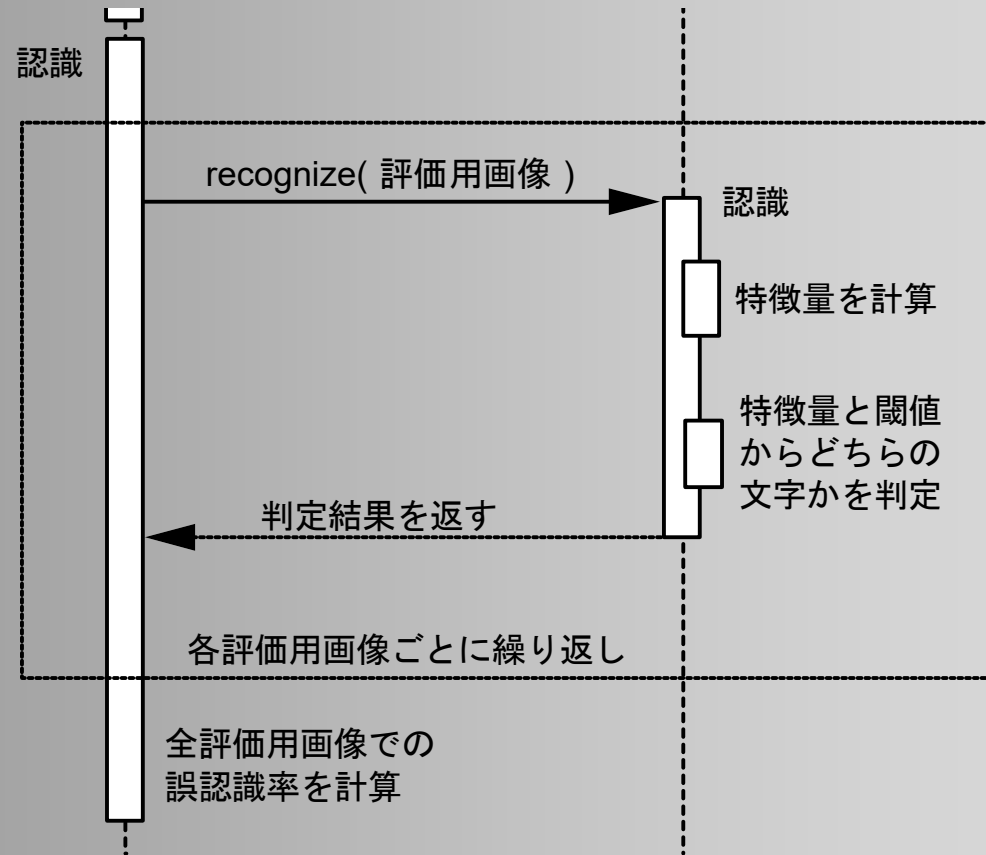 認識
recognize( 評価用画像 )
認識
特徴量を計算
特徴量と閾値
からどちらの
文字かを判定
判定結果を返す
各評価用画像ごとに繰り返し
全評価用画像での
誤認識率を計算